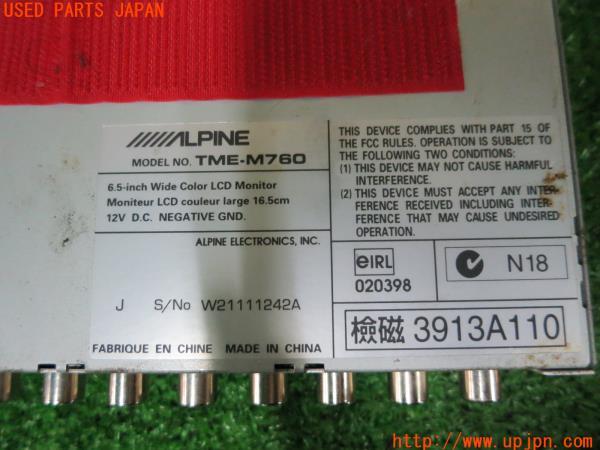 USED PARTS JAPAN
ALPINE
MODEL NO. TME-M760
6.5-inch Wide Color LCD Monitor
Moniteur LCD couleur large 16.5cm
12V D.C. NEGATIVE GND.
ALPINE ELECTRONICS, INC.
J S/No W21111242A
FABRIQUE EN CHINE MADE IN CHINA
THIS DEVICE COMPLIES WITH PART 15 OF
THE FCC RULES. OPERATION IS SUBJECT TO
THE FOLLOWING TWO CONDITIONS:
(1) THIS DEVICE MAY NOT CAUSE HARMFUL
INTERFERENCE.
(2) THIS DEVICE MUST ACCEPT ANY INTER-
FERENCE RECEIVED INCLUDING INTER-
FERENCE THAT MAY CAUSE UNDESIRED
OPERATION.
eIRL
020398
N18
檢磁 3913A110
http://www.upjpn.com/